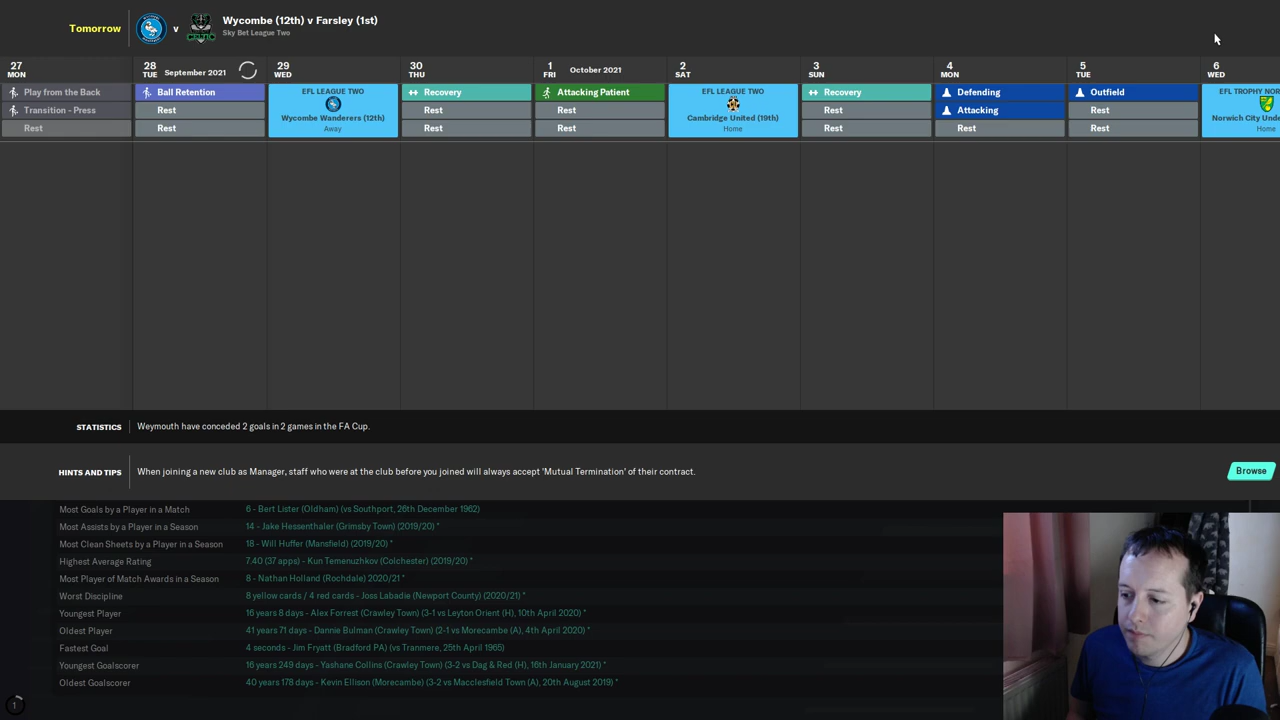 Tomorrow
v
Wycombe (12th) v Farsley (1st)
Sky Bet League Two
27
MON
28
TUE
September 2021
29
WED
30
THU
1
FRI
October 2021
2
SAT
3
SUN
4
MON
5
TUE
6
WED
Play from the Back
Transition - Press
Rest
Ball Retention
Rest
Rest
EFL LEAGUE TWO
Wycombe Wanderers (12th)
Away
Recovery
Rest
Rest
Attacking Patient
Rest
Rest
EFL LEAGUE TWO
Cambridge United (19th)
Home
Recovery
Rest
Rest
Defending
Attacking
Rest
Outfield
Rest
Rest
EFL TROPHY NOR
Norwich City Unde
Home
STATISTICS
Weymouth have conceded 2 goals in 2 games in the FA Cup.
HINTS AND TIPS
When joining a new club as Manager, staff who were at the club before you joined will always accept 'Mutual Termination' of their contract.
Browse
Most Goals by a Player in a Match 6 - Bert Lister (Oldham) (vs Southport, 26th December 1962)
Most Assists by a Player in a Season 14 - Jake Hessenthaler (Grimsby Town) (2019/20) *
Most Clean Sheets by a Player in a Season 18 - Will Huffer (Mansfield) (2019/20) *
Highest Average Rating 7.40 (37 apps) - Kun Temenuzhkov (Colchester) (2019/20) *
Most Player of Match Awards in a Season 8 - Nathan Holland (Rochdale) 2020/21 *
Worst Discipline 8 yellow cards / 4 red cards - Joss Labadie (Newport County) (2020/21) *
Youngest Player 16 years 8 days - Alex Forrest (Crawley Town) (3-1 vs Leyton Orient (H), 10th April 2020) *
Oldest Player 41 years 71 days - Dannie Bulman (Crawley Town) (2-1 vs Morecambe (A), 4th April 2020) *
Fastest Goal 4 seconds - Jim Fryatt (Bradford PA) (vs Tranmere, 25th April 1965)
Youngest Goalscorer 16 years 249 days - Yashane Collins (Crawley Town) (3-2 vs Dag & Red (H), 16th January 2021) *
Oldest Goalscorer 40 years 178 days - Kevin Ellison (Morecambe) (3-2 vs Macclesfield Town (A), 20th August 2019) *
1